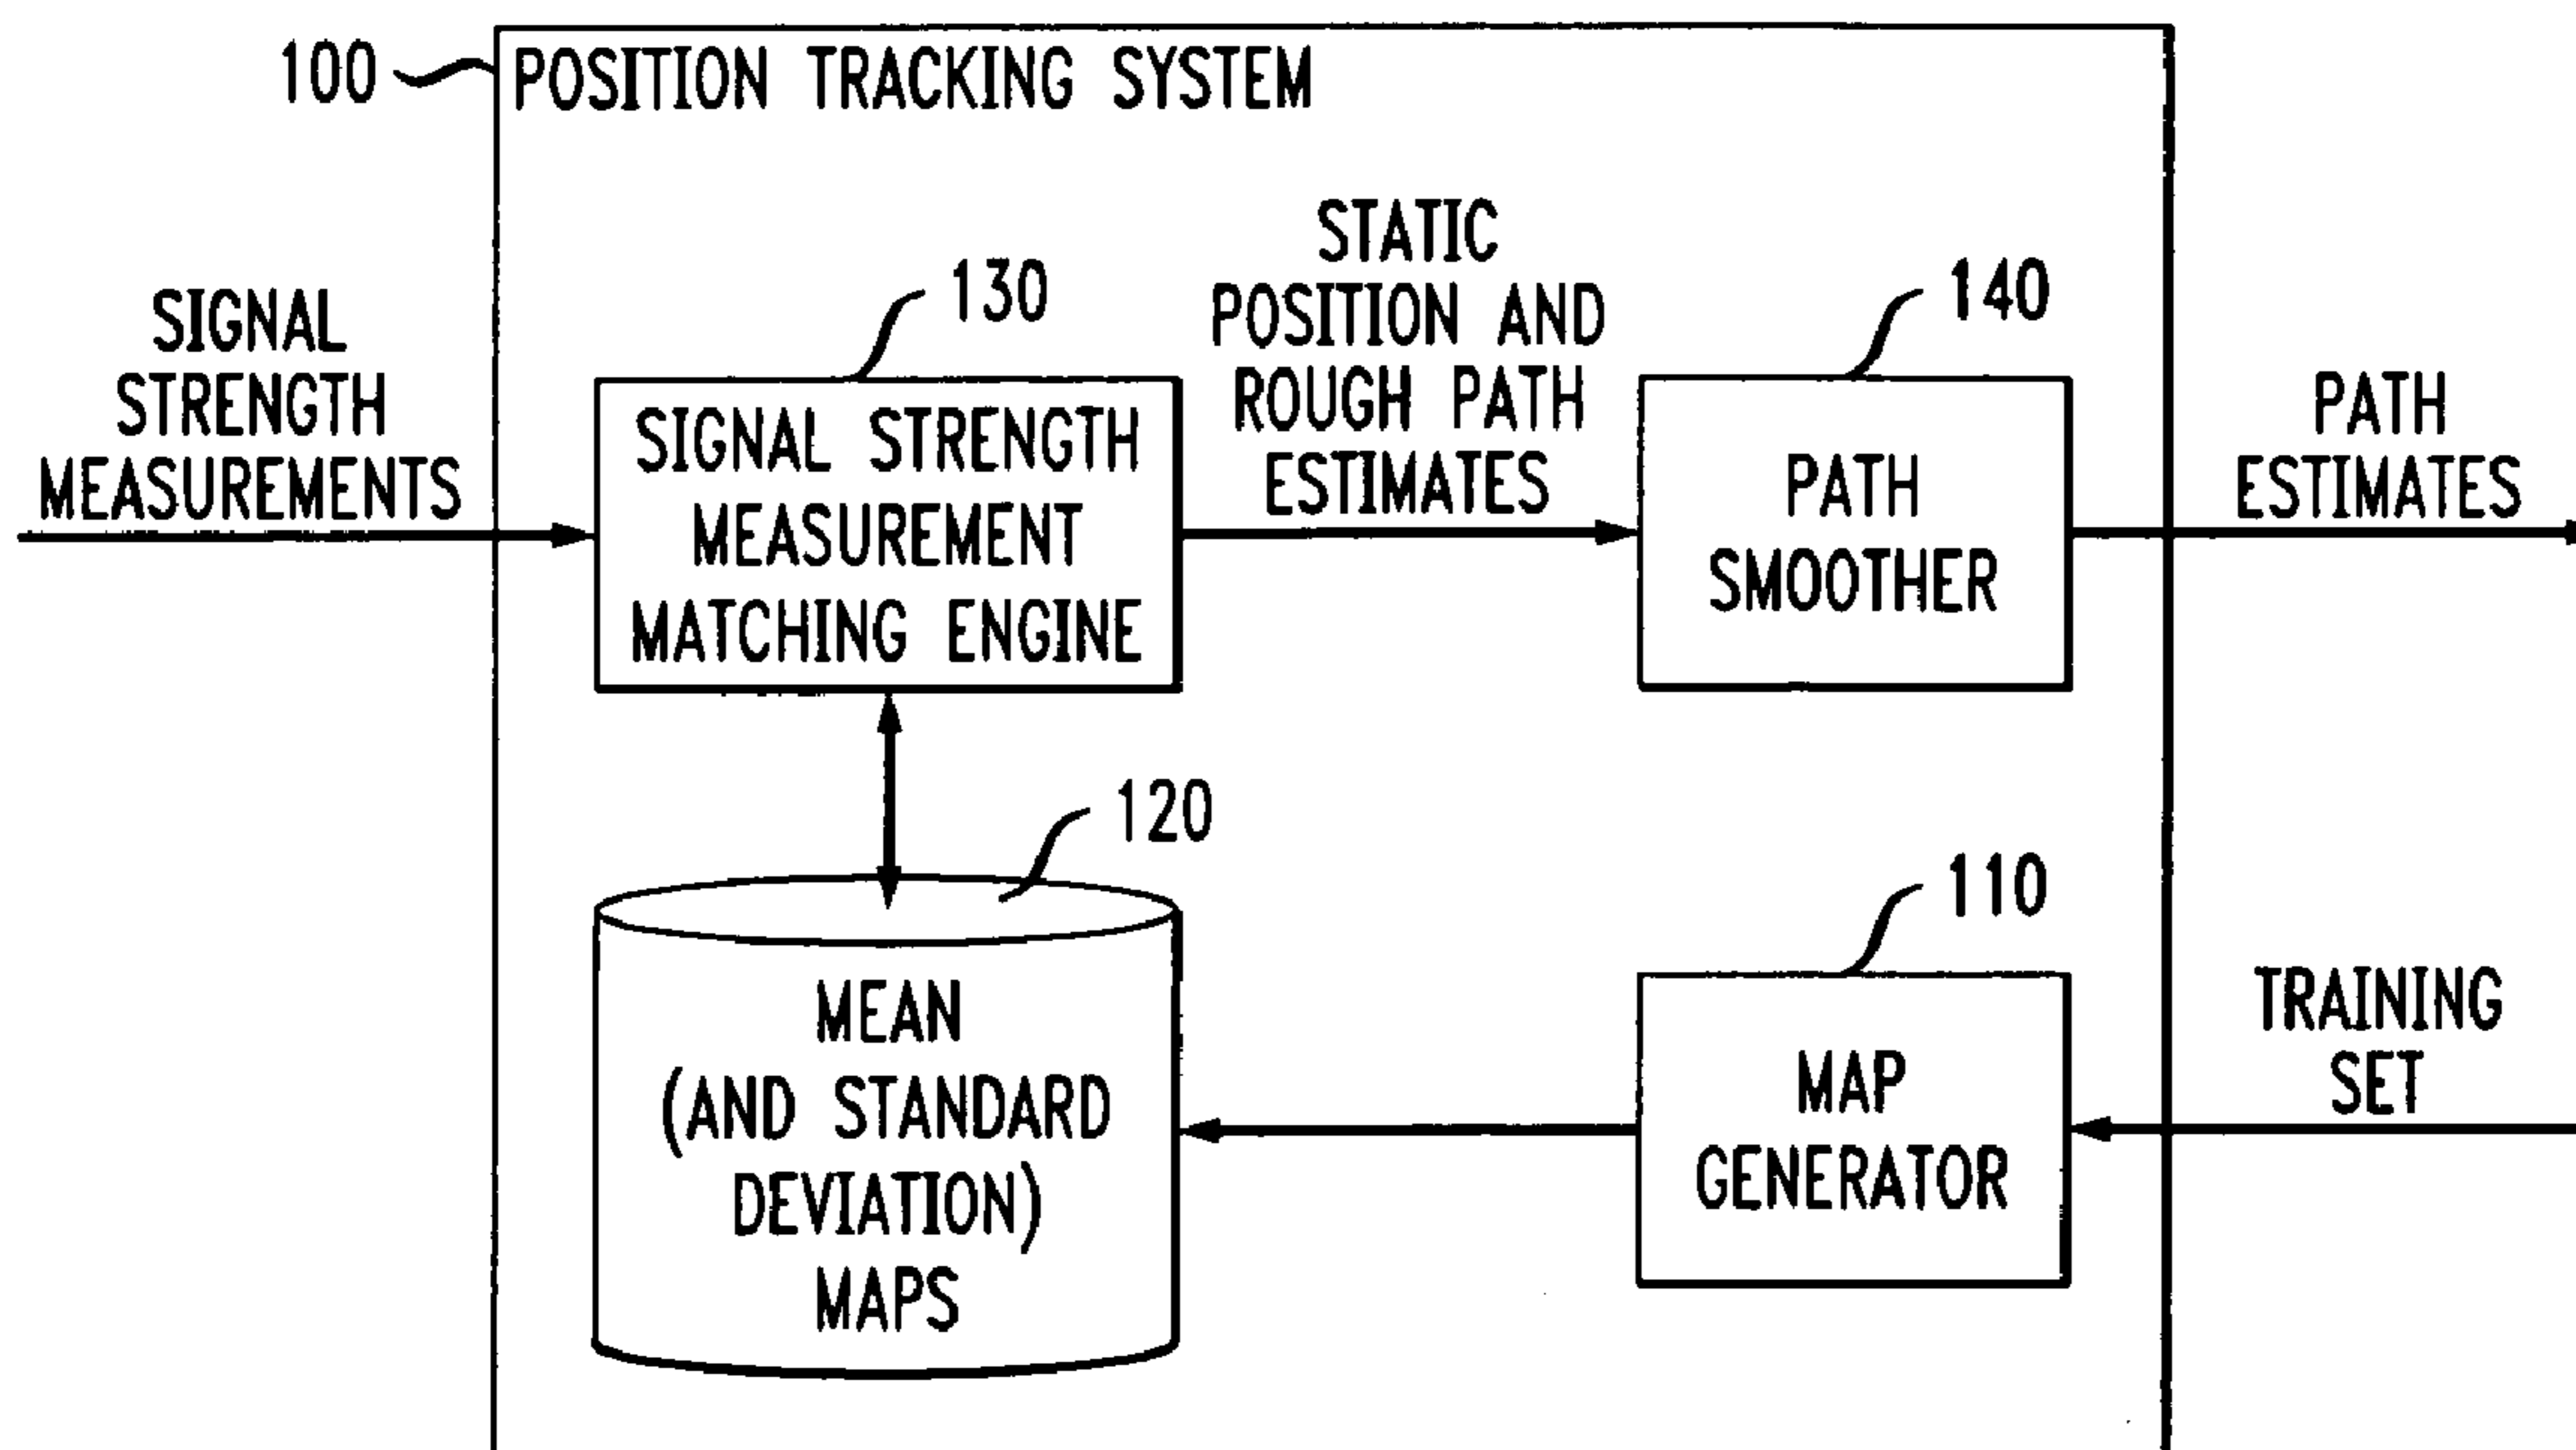 100
POSITION TRACKING SYSTEM
SIGNAL
STRENGTH
MEASUREMENTS
130
SIGNAL STRENGTH
MEASUREMENT
MATCHING ENGINE
STATIC
POSITION AND
ROUGH PATH
ESTIMATES
140
PATH
SMOOTHER
PATH
ESTIMATES
120
MEAN
(AND STANDARD
DEVIATION)
MAPS
110
MAP
GENERATOR
TRAINING
SET